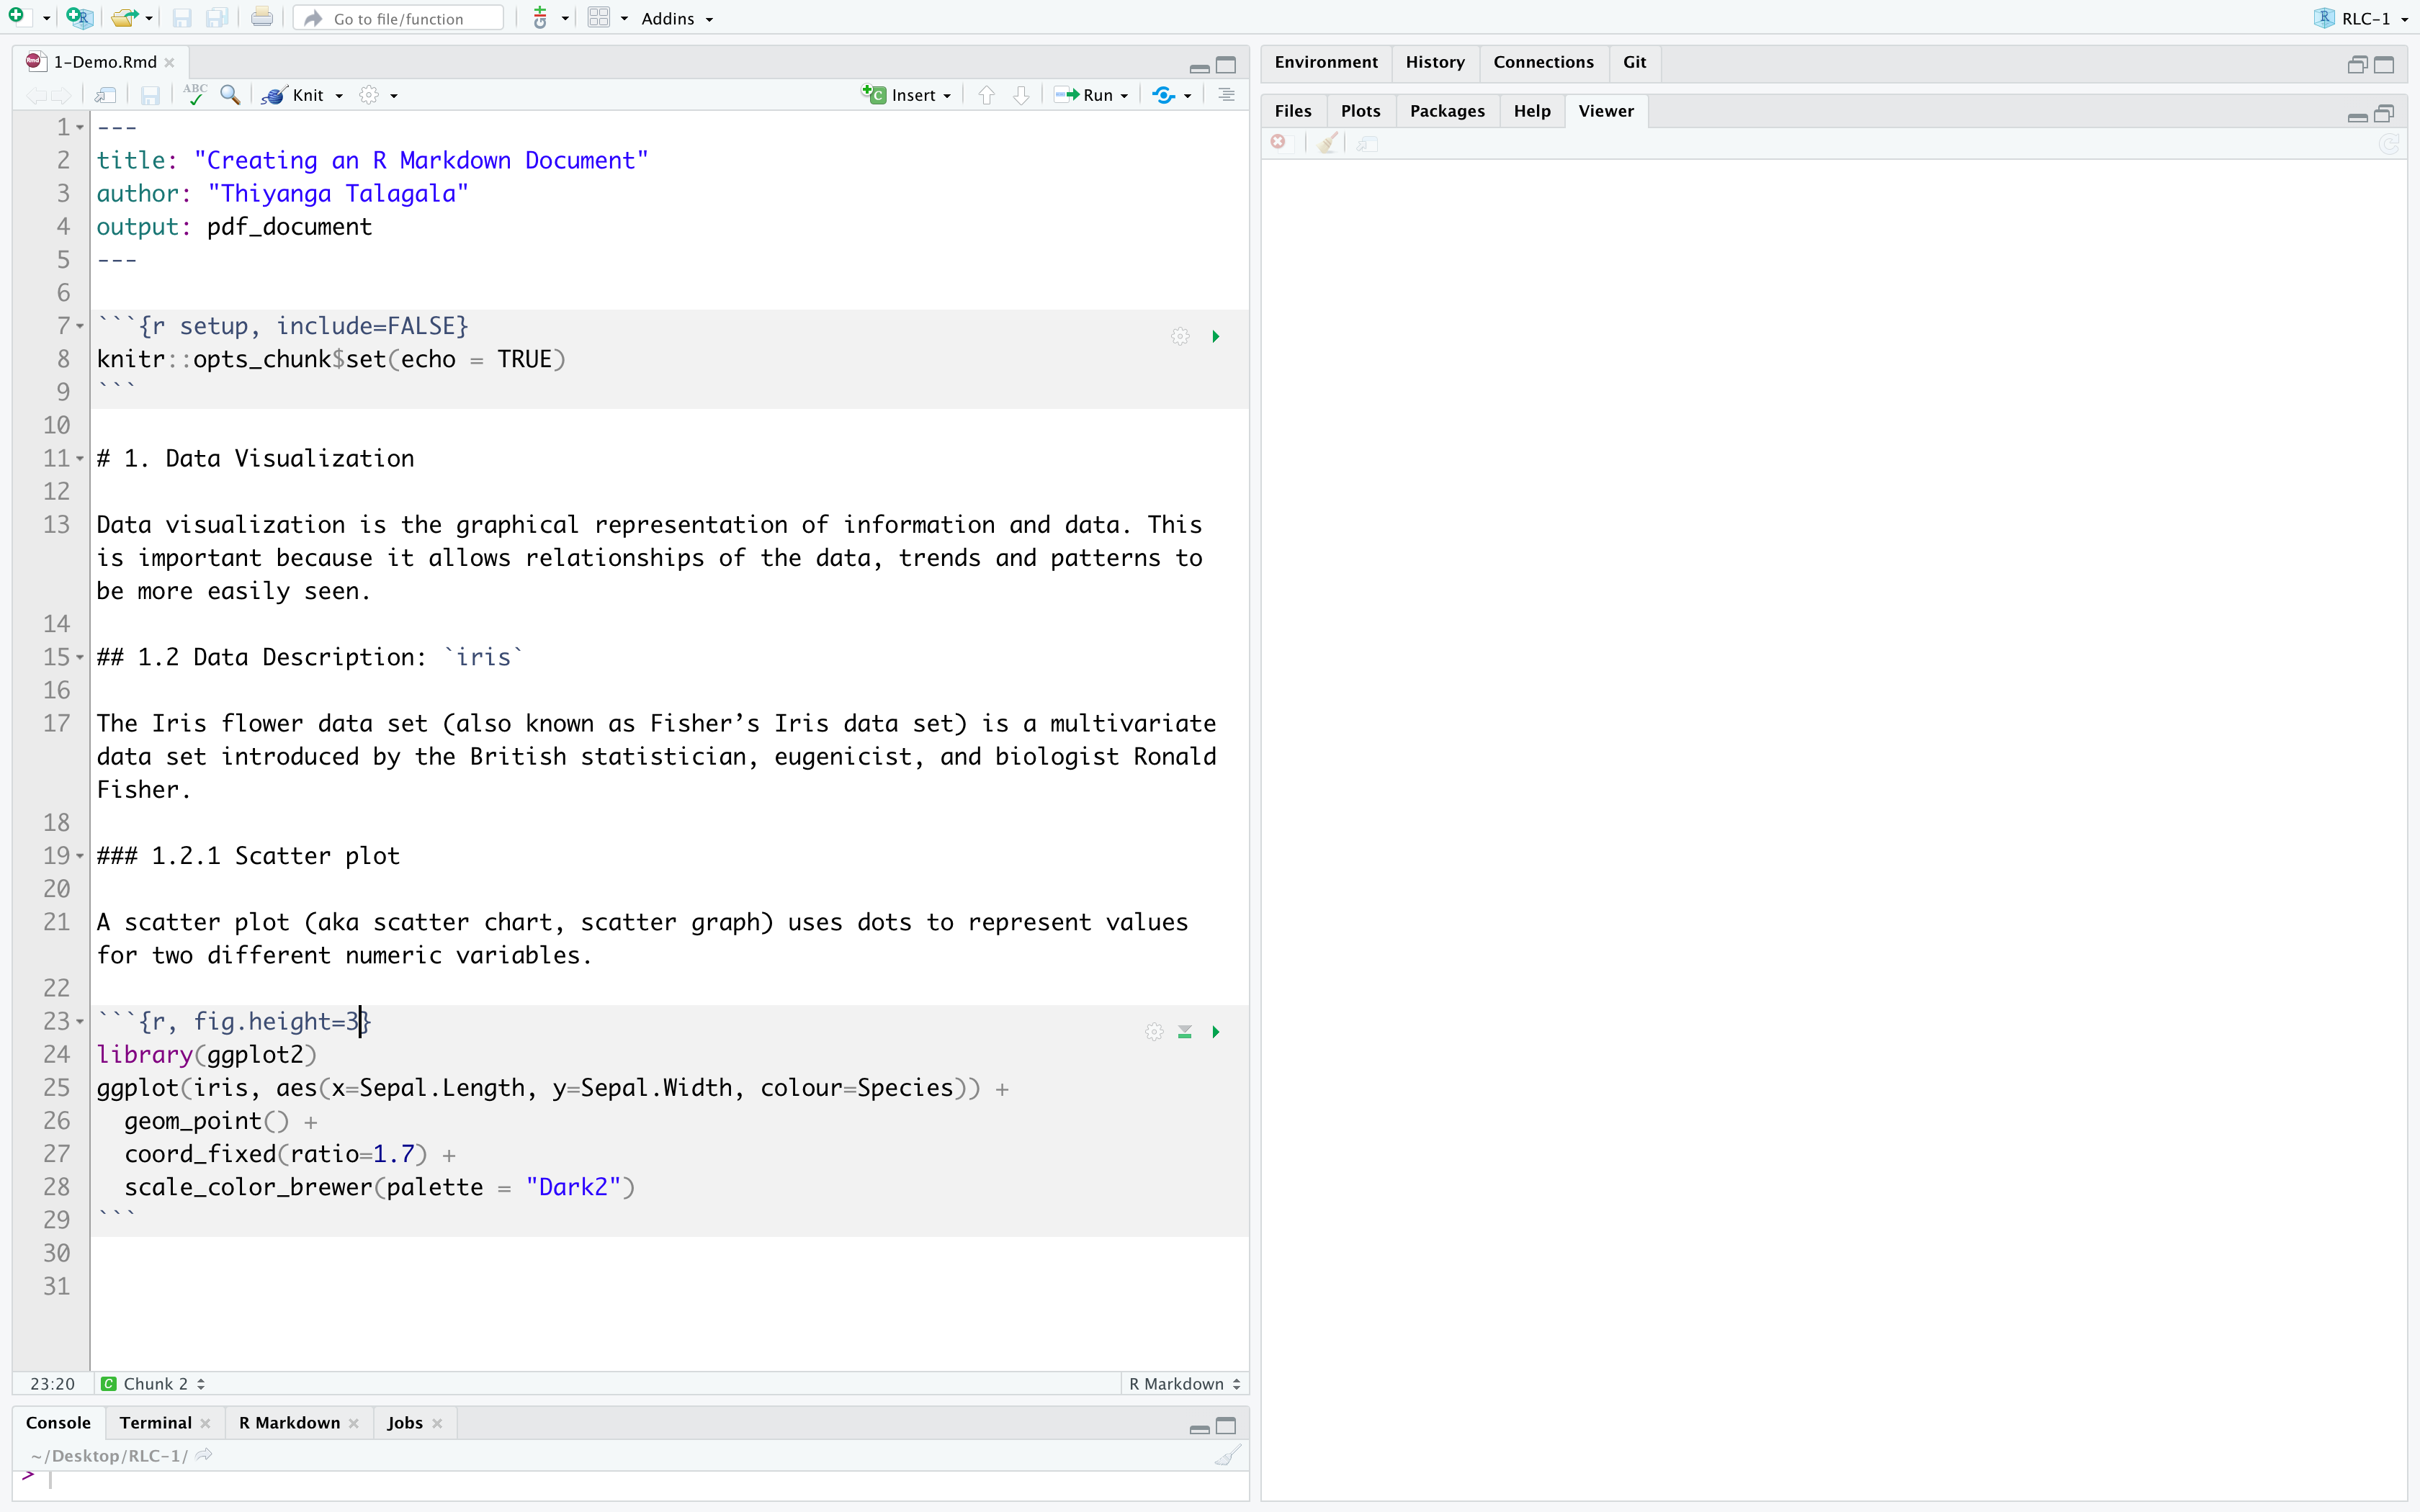 Go to file/function
Addins
RLC-1
1-Demo.Rmd
Environment History Connections Git
ABC Knit Insert Run
Files Plots Packages Help Viewer
1 ---
2 title: "Creating an R Markdown Document"
3 author: "Thiyanga Talagala"
4 output: pdf_document
5 ---
6
7 ```{r setup, include=FALSE}
8 knitr::opts_chunk$set(echo = TRUE)
9 ```
10
11 # 1. Data Visualization
12
13 Data visualization is the graphical representation of information and data. This
is important because it allows relationships of the data, trends and patterns to
be more easily seen.
14
15 ## 1.2 Data Description: `iris`
16
17 The Iris flower data set (also known as Fisher’s Iris data set) is a multivariate
data set introduced by the British statistician, eugenicist, and biologist Ronald
Fisher.
18
19 ### 1.2.1 Scatter plot
20
21 A scatter plot (aka scatter chart, scatter graph) uses dots to represent values
for two different numeric variables.
22
23 ```{r, fig.height=3}
24 library(ggplot2)
25 ggplot(iris, aes(x=Sepal.Length, y=Sepal.Width, colour=Species)) +
26   geom_point() +
27   coord_fixed(ratio=1.7) +
28   scale_color_brewer(palette = "Dark2")
29 ```
30
31
23:20 C Chunk 2 R Markdown
Console Terminal R Markdown Jobs
~/Desktop/RLC-1/
>